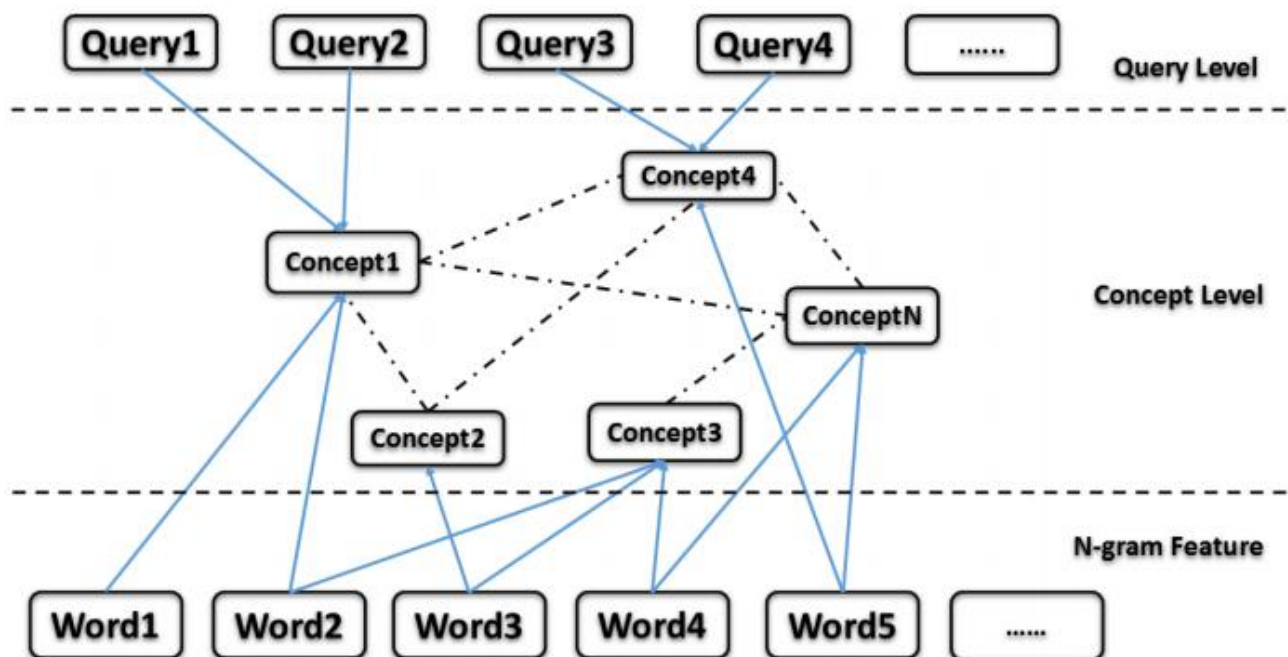 Query1
Query2
Query3
Query4
......
Query Level
Concept4
Concept1
ConceptN
Concept Level
Concept2
Concept3
N-gram Feature
Word1
Word2
Word3
Word4
Word5
......